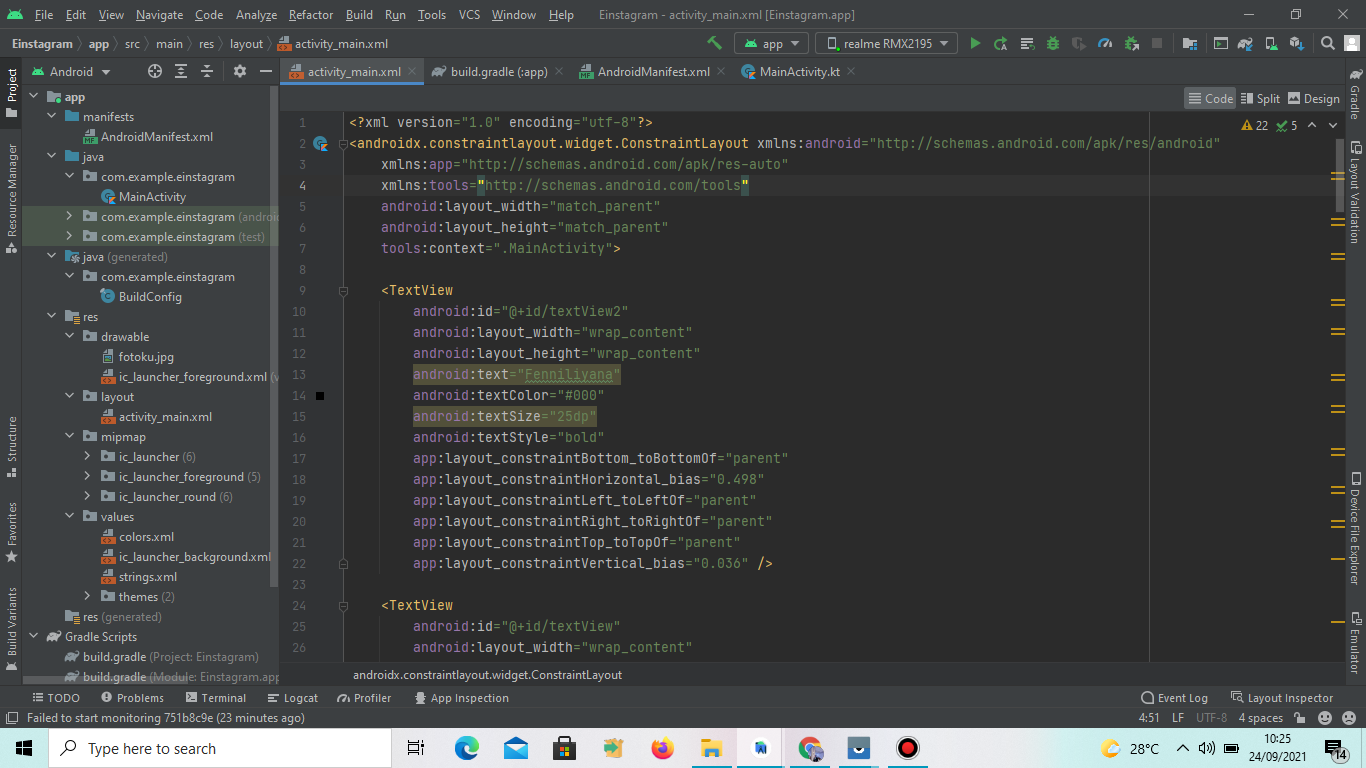 File Edit View Navigate Code Analyze Refactor Build Run Tools VCS Window Help Einstagram - activity_main.xml [Einstagram.app]
Einstagram app src main res layout activity_main.xml app realme RMX2195
Android activity_main.xml build.gradle (:app) AndroidManifest.xml MainActivity.kt
Code Split Design
22 5
Project
Resource Manager
Structure
Favorites
Build Variants
app
manifests
AndroidManifest.xml
java
com.example.einstagram
MainActivity
com.example.einstagram (androi
com.example.einstagram (test)
java (generated)
com.example.einstagram
BuildConfig
res
drawable
fotoku.jpg
ic_launcher_foreground.xml (v
layout
activity_main.xml
mipmap
ic_launcher (6)
ic_launcher_foreground (5)
ic_launcher_round (6)
values
colors.xml
ic_launcher_background.xml
strings.xml
themes (2)
res (generated)
Gradle Scripts
build.gradle (Project: Einstagram)
build.gradle (Module: Einstagram.app
1 <?xml version="1.0" encoding="utf-8"?>
2 <androidx.constraintlayout.widget.ConstraintLayout xmlns:android="http://schemas.android.com/apk/res/android"
3 xmlns:app="http://schemas.android.com/apk/res-auto"
4 xmlns:tools="http://schemas.android.com/tools"
5 android:layout_width="match_parent"
6 android:layout_height="match_parent"
7 tools:context=".MainActivity">
8
9 <TextView
10 android:id="@+id/textView2"
11 android:layout_width="wrap_content"
12 android:layout_height="wrap_content"
13 android:text="Fenniliyana"
14 android:textColor="#000"
15 android:textSize="25dp"
16 android:textStyle="bold"
17 app:layout_constraintBottom_toBottomOf="parent"
18 app:layout_constraintHorizontal_bias="0.498"
19 app:layout_constraintLeft_toLeftOf="parent"
20 app:layout_constraintRight_toRightOf="parent"
21 app:layout_constraintTop_toTopOf="parent"
22 app:layout_constraintVertical_bias="0.036" />
23
24 <TextView
25 android:id="@+id/textView"
26 android:layout_width="wrap_content"
androidx.constraintlayout.widget.ConstraintLayout
Gradle
Layout Validation
Device File Explorer
Emulator
TODO Problems Terminal Logcat Profiler App Inspection Event Log Layout Inspector
Failed to start monitoring 751b8c9e (23 minutes ago) 4:51 LF UTF-8 4 spaces
Type here to search 28°C 10:25
24/09/2021 14